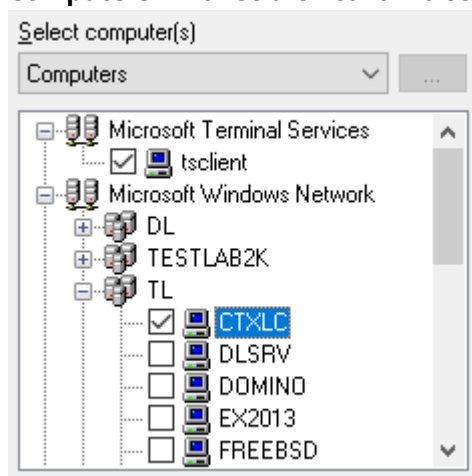 Select computer(s)
Computers
...
Microsoft Terminal Services
tsclient
Microsoft Windows Network
DL
TESTLAB2K
TL
CTXLC
DLSRV
DOMINO
EX2013
FREEBSD